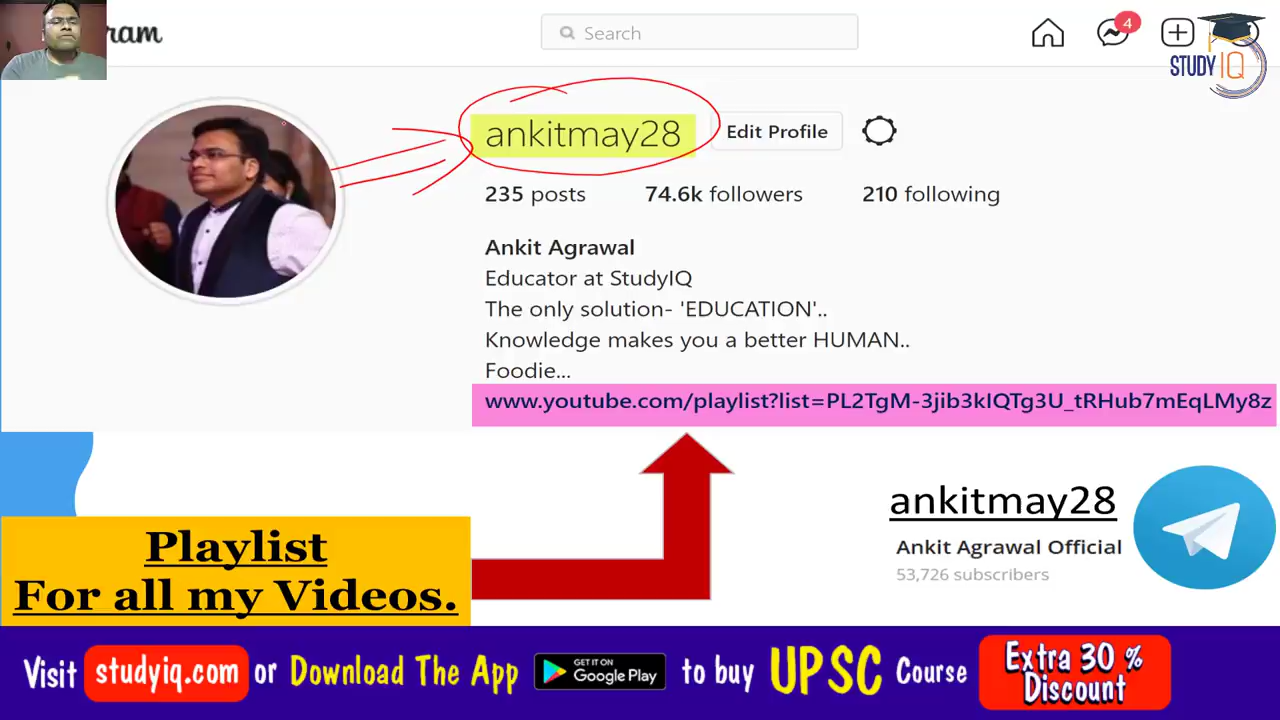 ram
Search
4
STUDY IQ
ankitmay28
Edit Profile
235 posts 74.6k followers 210 following
Ankit Agrawal
Educator at StudyIQ
The only solution- 'EDUCATION'..
Knowledge makes you a better HUMAN..
Foodie...
www.youtube.com/playlist?list=PL2TgM-3jib3kIQTg3U_tRHub7mEqLMy8z
ankitmay28
Ankit Agrawal Official
53,726 subscribers
Playlist
For all my Videos.
Visit studyiq.com or Download The App GET IT ON Google Play to buy UPSC Course Extra 30 % Discount